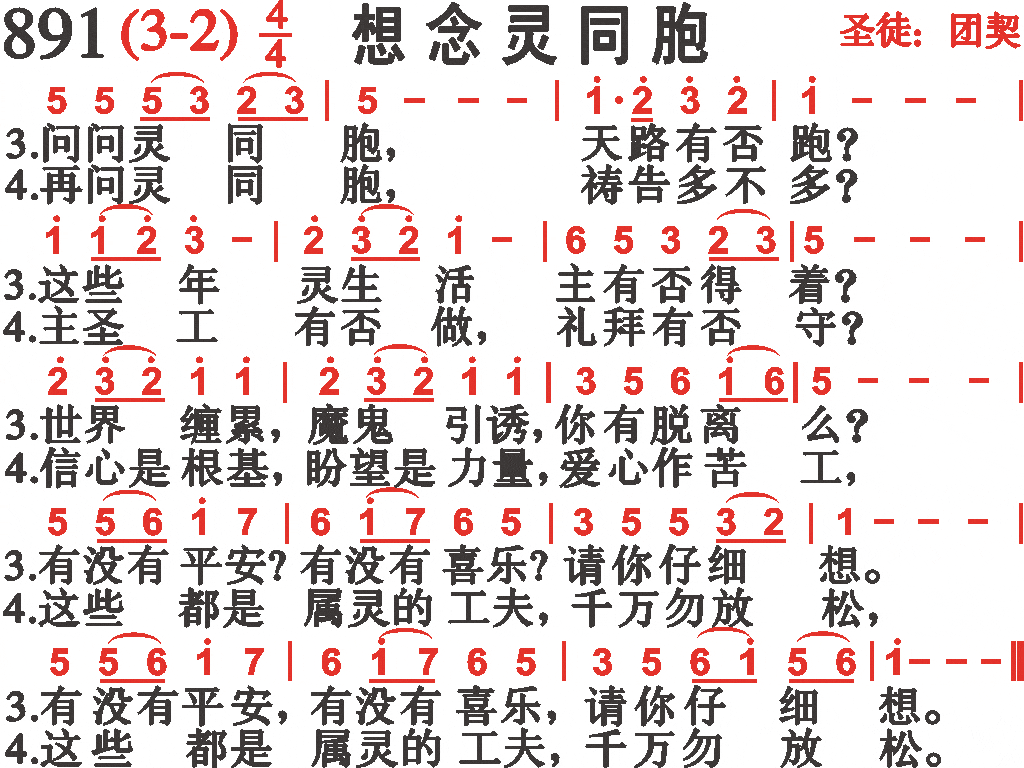 891 (3-2) 4/4 想念灵同胞 圣徒：团契
5 5 5 3 2 3 | 5 - - - | 1̇·2̇ 3̇ 2̇ | 1̇ - - - |
3.问问灵 同 胞， 天路有否 跑？
4.再问灵 同 胞， 祷告多不 多？
1̇ 1̇ 2̇ 3̇ - | 2̇ 3̇ 2̇ 1̇ - | 6 5 3 2 3 | 5 - - - |
3.这些 年 灵生 活 主有否得 着？
4.主圣 工 有否 做， 礼拜有否 守？
2̇ 3̇ 2̇ 1̇ 1̇ | 2̇ 3̇ 2̇ 1̇ 1̇ | 3 5 6 1̇ 6 | 5 - - - |
3.世界 缠累，魔鬼 引诱，你有脱离 么？
4.信心是 根基，盼望是 力量，爱心作苦 工，
5 5 6 1̇ 7 | 6 1̇ 7 6 5 | 3 5 5 3 2 | 1 - - - |
3.有没有 平安？有没有 喜乐？请你仔细 想。
4.这些 都是 属灵的 工夫，千万勿放 松，
5 5 6 1̇ 7 | 6 1̇ 7 6 5 | 3 5 6 1̇ 5 6 | 1̇ - - - ‖
3.有没有平安，有没有 喜乐，请你仔 细 想。
4.这些 都是 属灵的 工夫，千万勿 放 松。